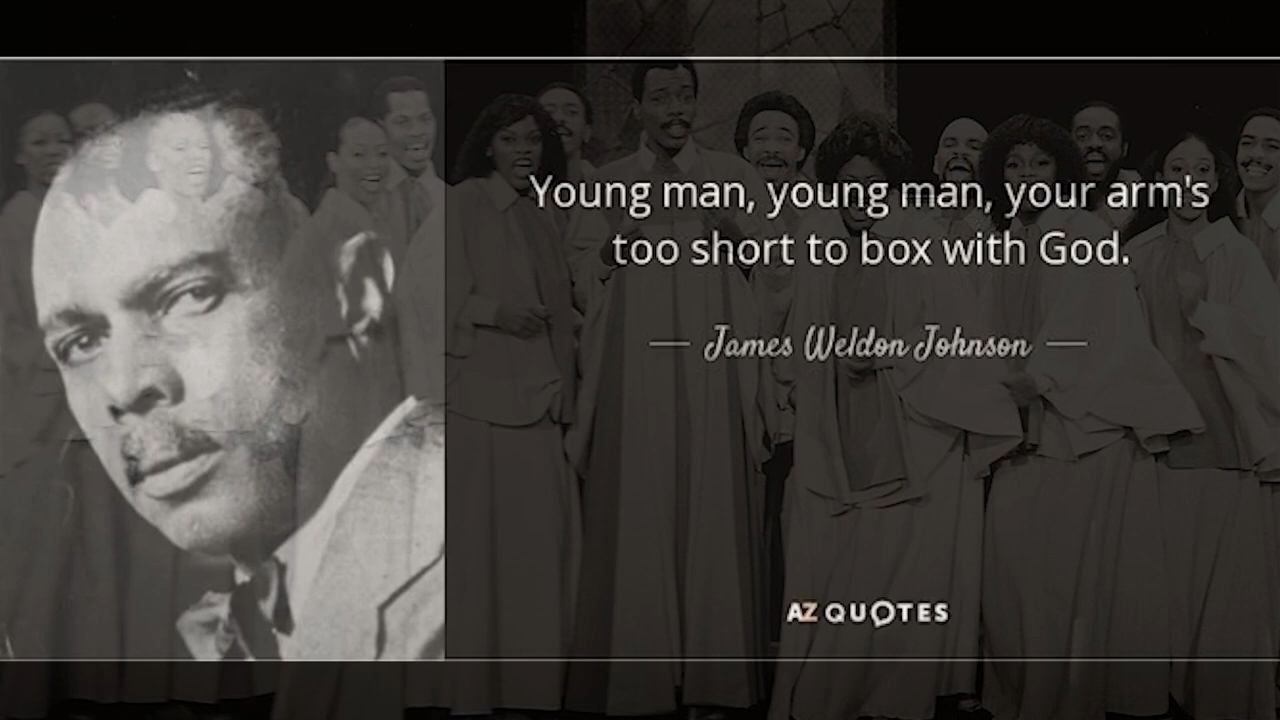 Young man, young man, your arm's
too short to box with God.
— James Weldon Johnson —
AZ QUOTES